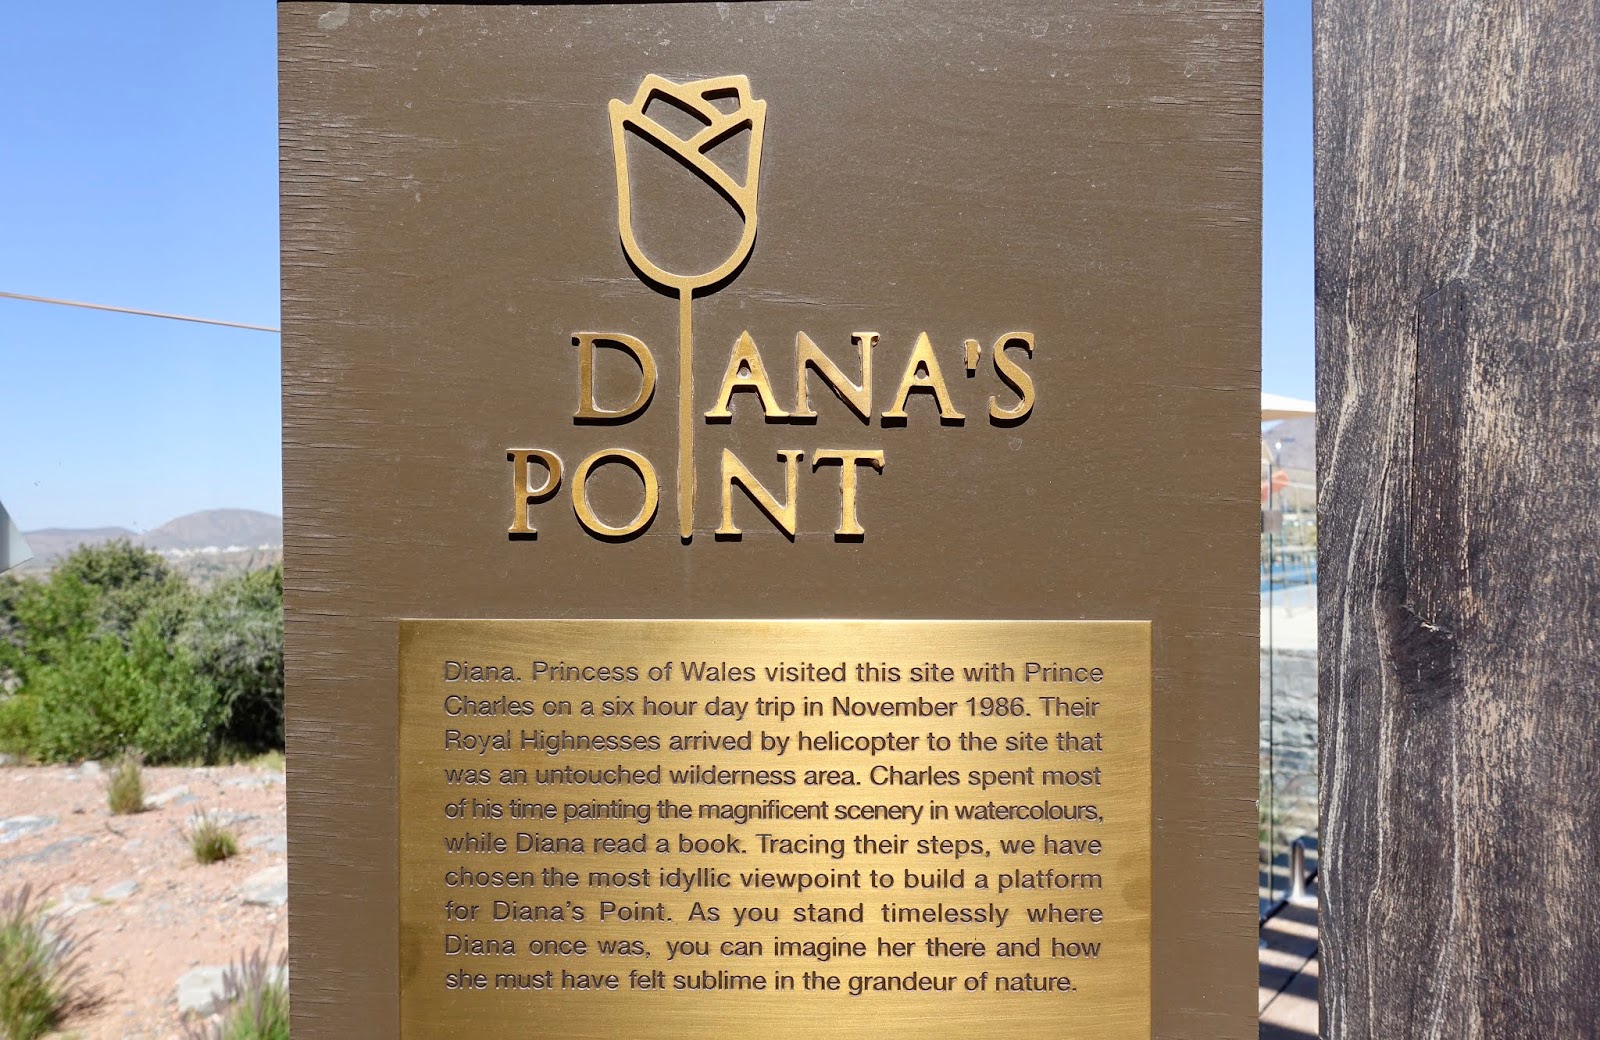 DIANA'S
POINT
Diana. Princess of Wales visited this site with Prince
Charles on a six hour day trip in November 1986. Their
Royal Highnesses arrived by helicopter to the site that
was an untouched wilderness area. Charles spent most
of his time painting the magnificent scenery in watercolours,
while Diana read a book. Tracing their steps, we have
chosen the most idyllic viewpoint to build a platform
for Diana's Point. As you stand timelessly where
Diana once was, you can imagine her there and how
she must have felt sublime in the grandeur of nature.